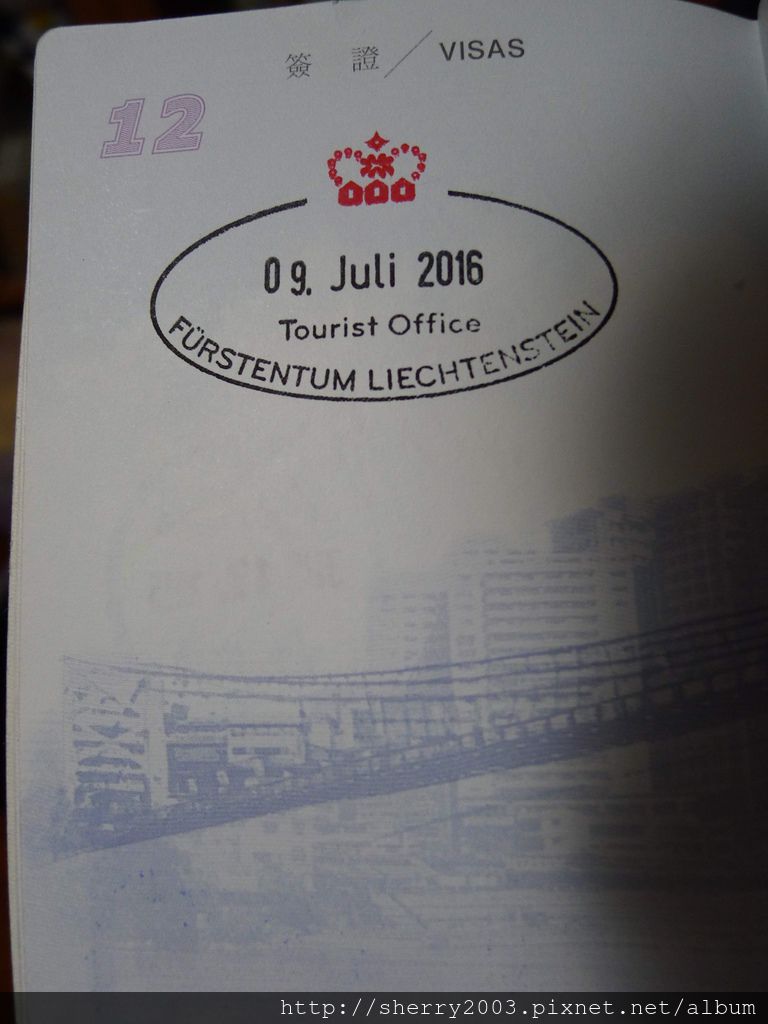 簽 證 / VISAS
12
09. Juli 2016
Tourist Office
FÜRSTENTUM LIECHTENSTEIN
http://sherry2003.pixnet.net/album